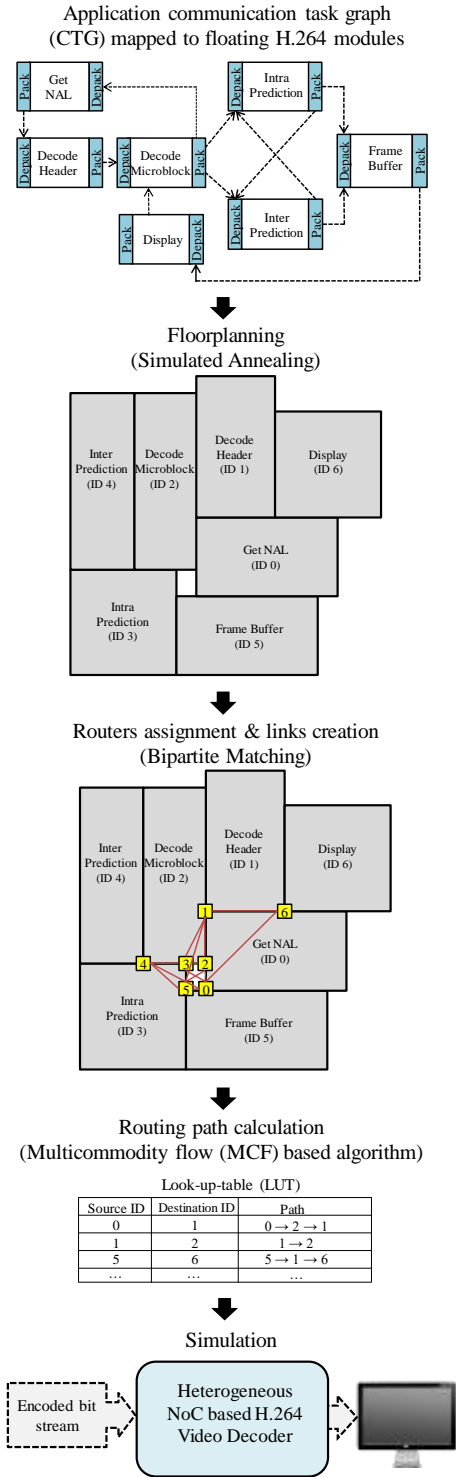 Application communication task graph
(CTG) mapped to floating H.264 modules
Pack
Get
NAL
Depack
Intra
Prediction
Depack
Pack
Depack
Decode
Header
Pack
Depack
Decode
Microblock
Pack
Depack
Frame
Buffer
Pack
Pack
Display
Depack
Depack
Inter
Prediction
Pack
Floorplanning
(Simulated Annealing)
Inter
Prediction
(ID 4)
Decode
Microblock
(ID 2)
Decode
Header
(ID 1)
Display
(ID 6)
Get NAL
(ID 0)
Intra
Prediction
(ID 3)
Frame Buffer
(ID 5)
Routers assignment & links creation
(Bipartite Matching)
Inter
Prediction
(ID 4)
Decode
Microblock
(ID 2)
Decode
Header
(ID 1)
Display
(ID 6)
1
6
Get NAL
(ID 0)
4
3
2
5
0
Intra
Prediction
(ID 3)
Frame Buffer
(ID 5)
Routing path calculation
(Multicommodity flow (MCF) based algorithm)
Look-up-table (LUT)
Source ID Destination ID Path
0 1 0 → 2 → 1
1 2 1 → 2
5 6 5 → 1 → 6
... ... ...
Simulation
Encoded bit
stream
Heterogeneous
NoC based H.264
Video Decoder